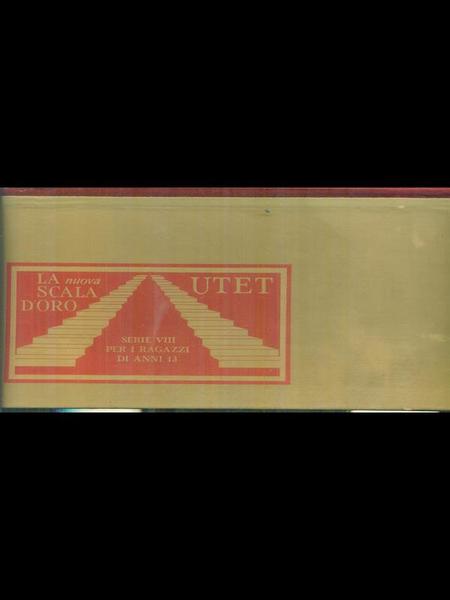 LA nuova
SCALA
D'ORO
UTET
SERIE VIII
PER I RAGAZZI
DI ANNI 13